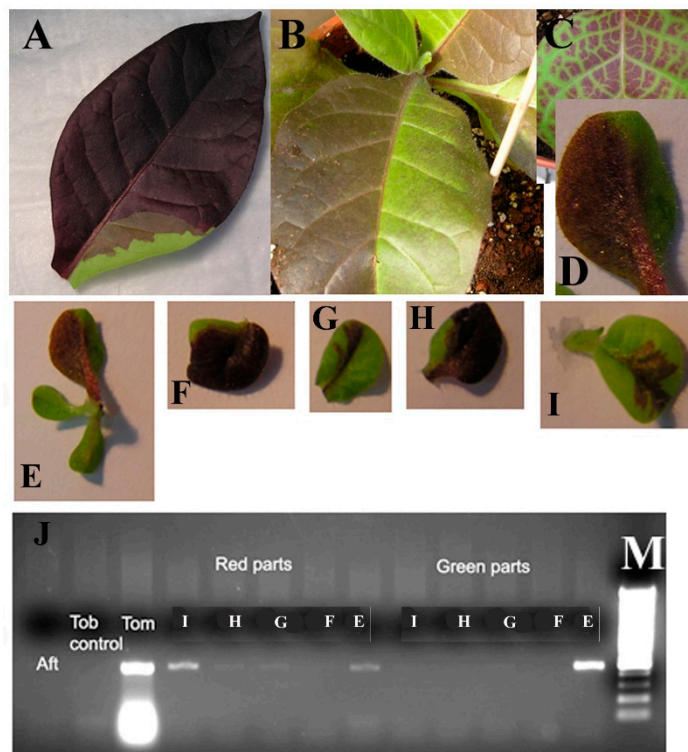 A
B
C
D
E
F
G
H
I
J
M
Red parts
Green parts
Tob control
Tom
I H G F E
I H G F E
Aft